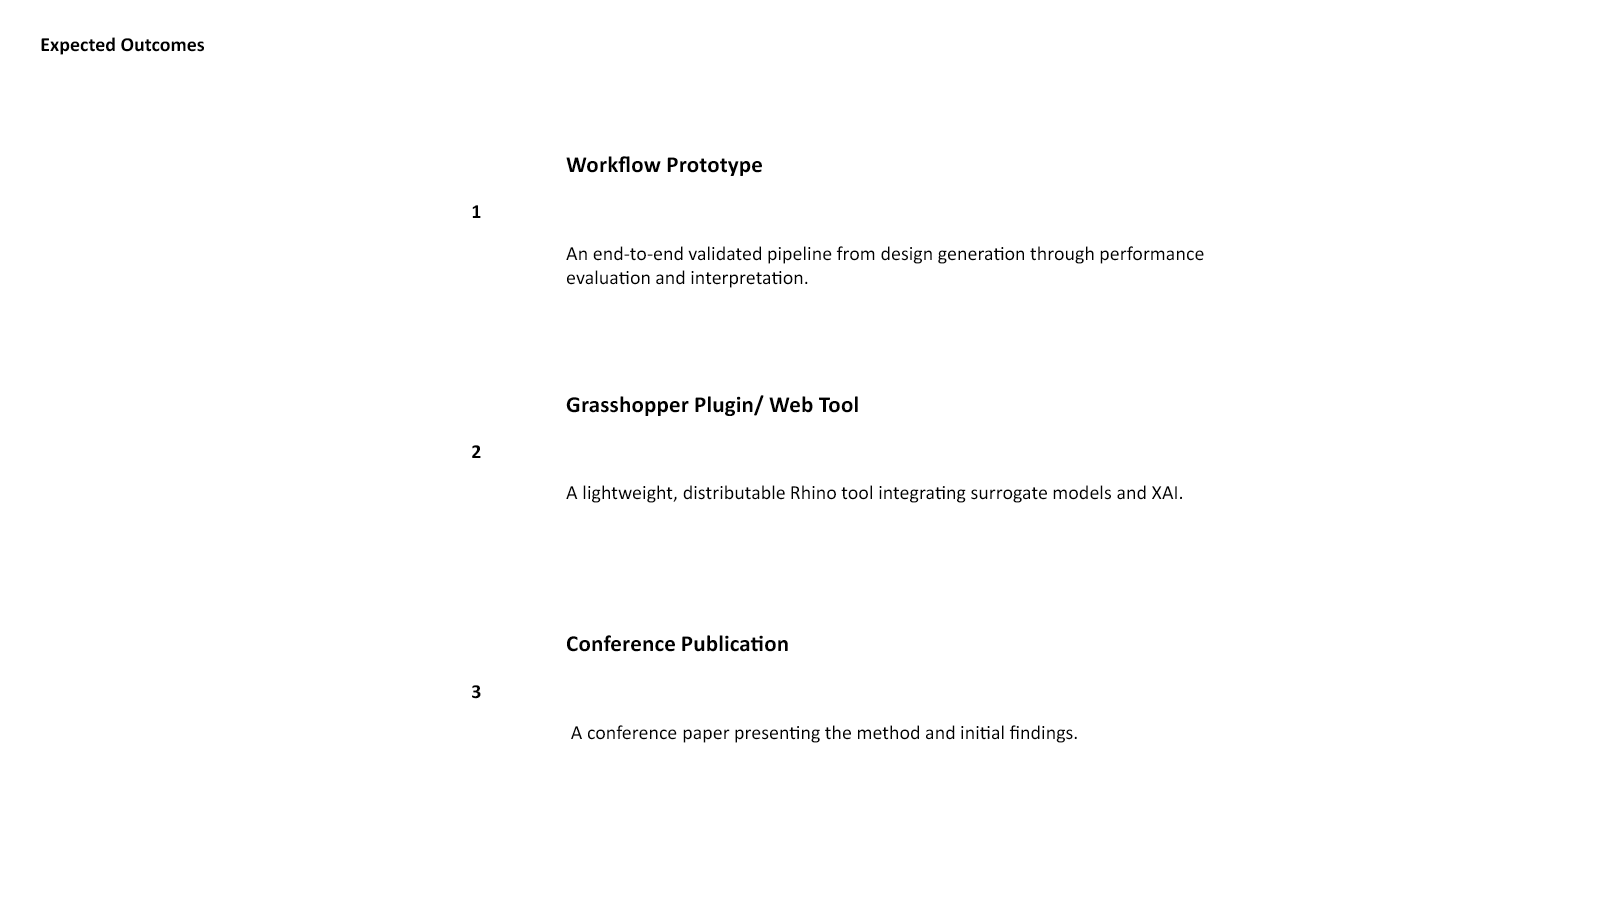 Expected Outcomes
Workflow Prototype
1
An end-to-end validated pipeline from design generation through performance
evaluation and interpretation.
Grasshopper Plugin/ Web Tool
2
A lightweight, distributable Rhino tool integrating surrogate models and XAI.
Conference Publication
3
A conference paper presenting the method and initial findings.